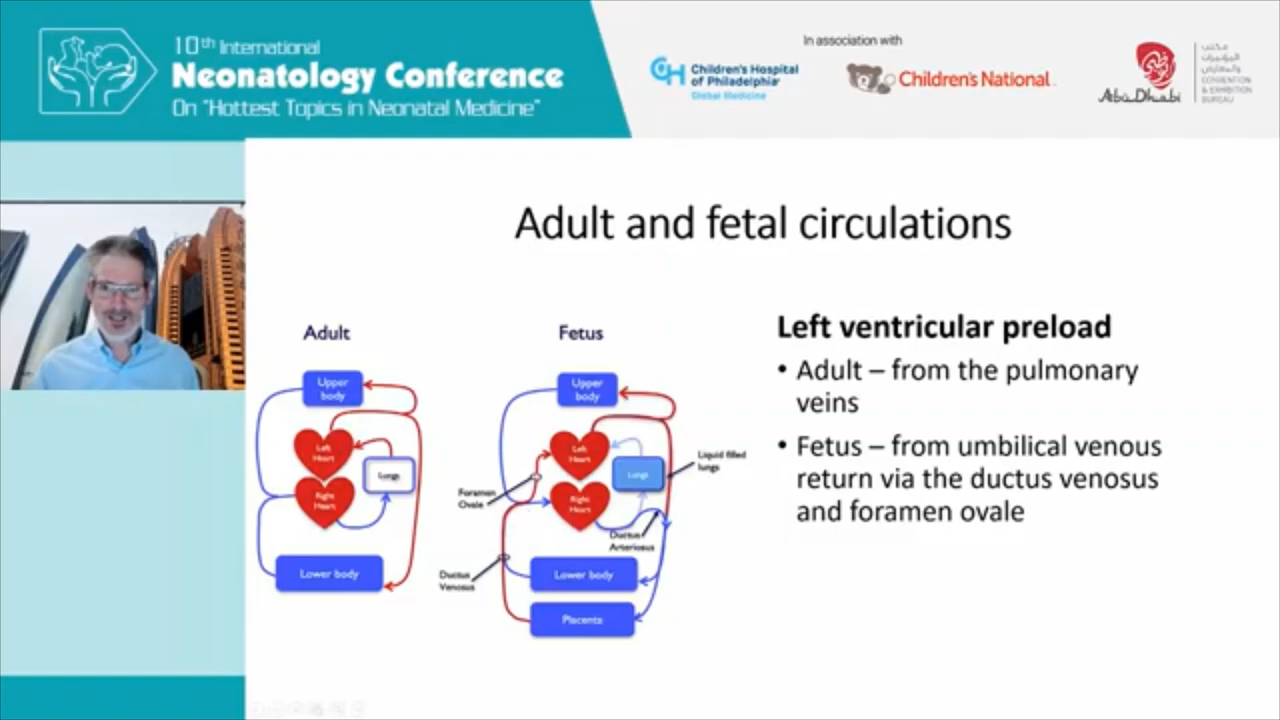 10th International
Neonatology Conference
On "Hottest Topics in Neonatal Medicine"
In association with
Children's Hospital
of Philadelphia
Global Medicine
Children's National
Abu Dhabi
CONVENTION
& EXHIBITION
BUREAU
Adult and fetal circulations
Adult
Upper
body
Left
Heart
Lungs
Right
Heart
Lower body
Fetus
Upper
body
Left
Heart
Lungs
Liquid filled
lungs
Foramen
Ovale
Right
Heart
Ductus
Arteriosus
Ductus
Venosus
Lower body
Placenta
Left ventricular preload
• Adult – from the pulmonary
veins
• Fetus – from umbilical venous
return via the ductus venosus
and foramen ovale